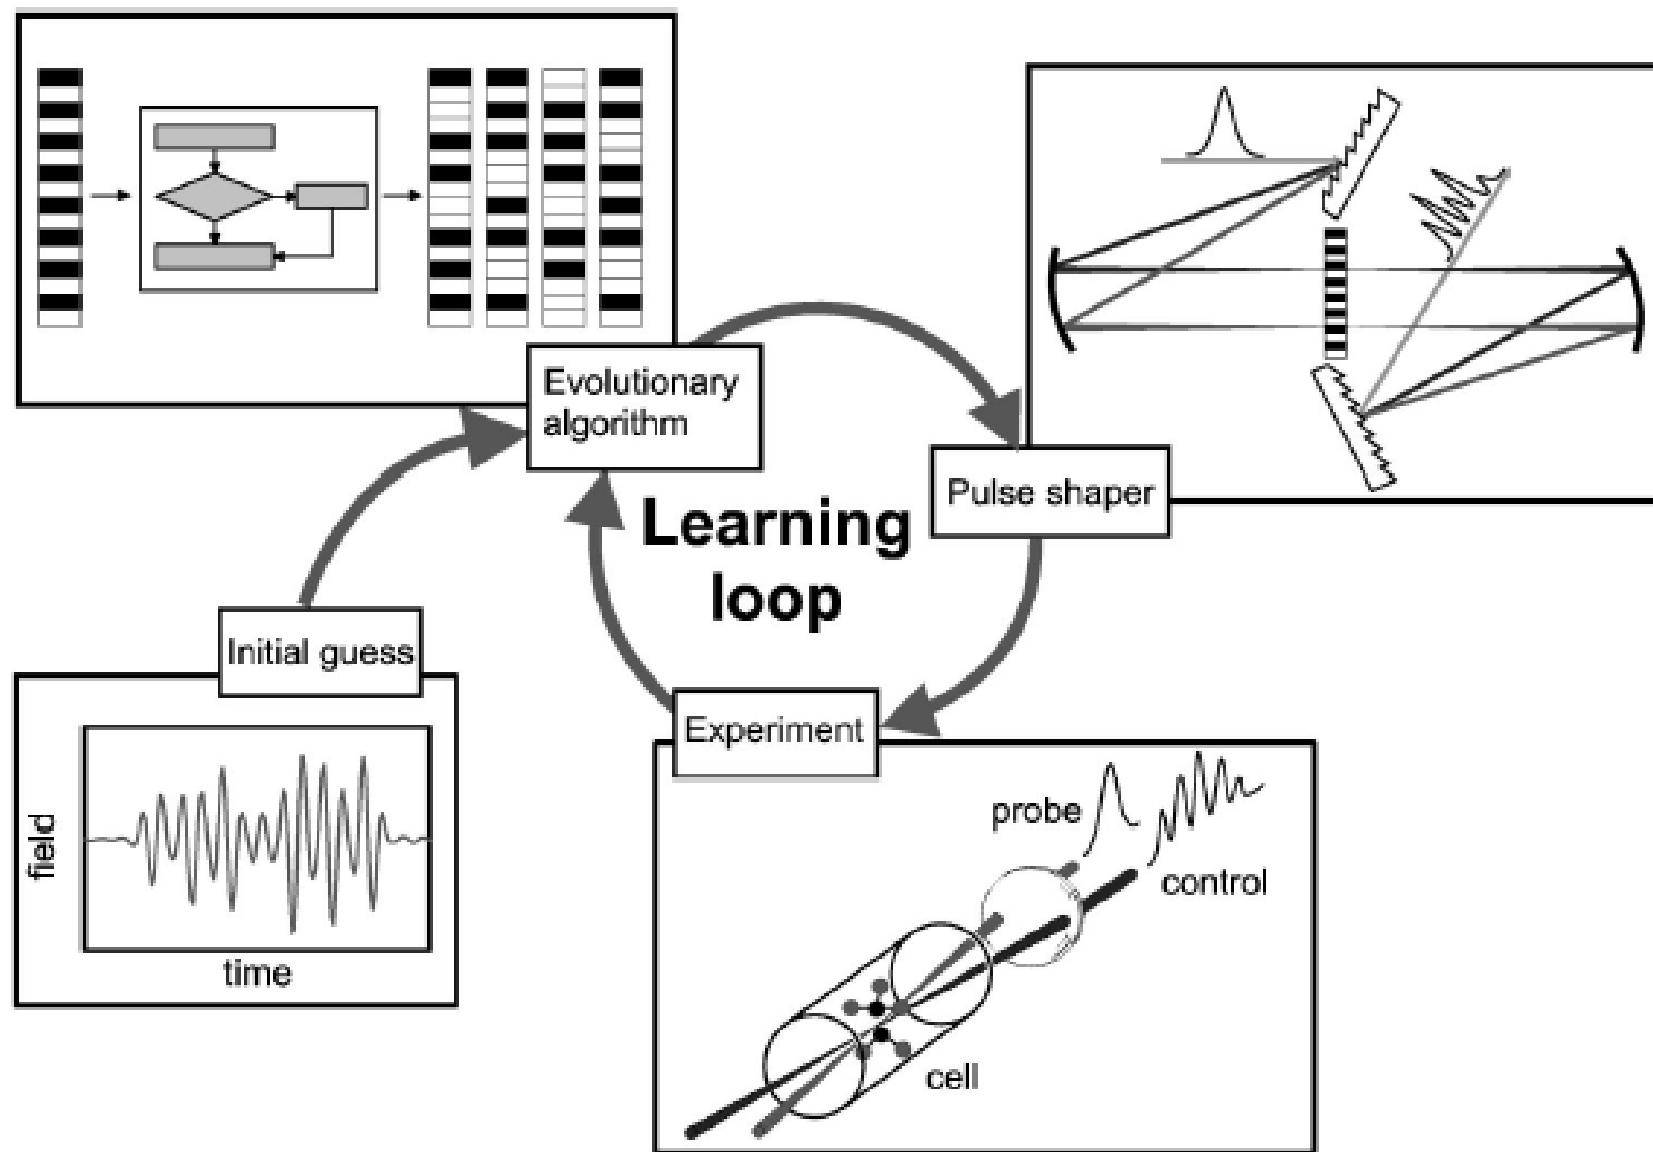 Evolutionary
algorithm
Pulse shaper
Learning
loop
Initial guess
Experiment
field
time
probe
control
cell